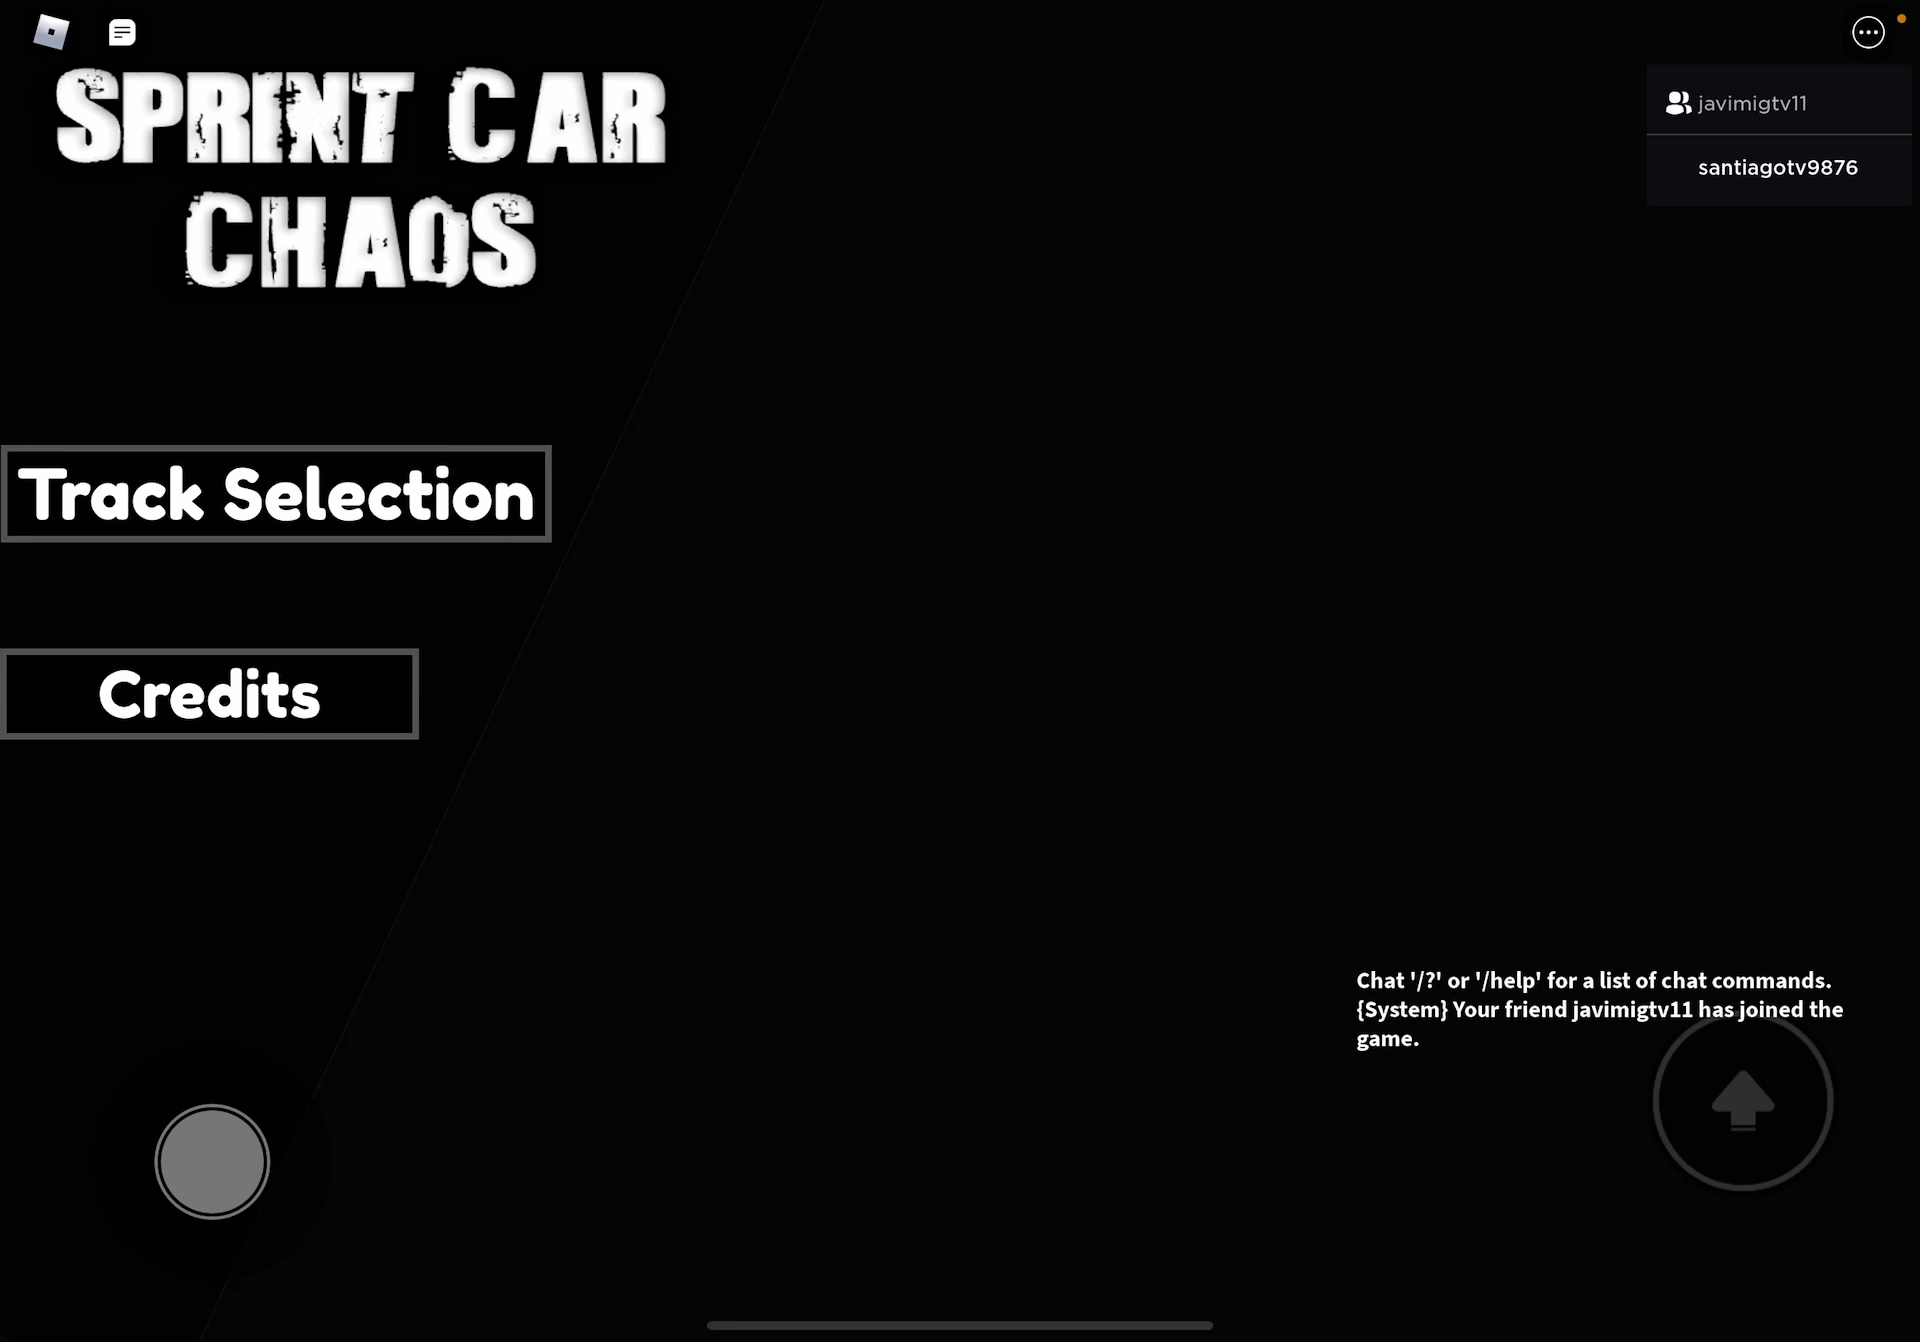 SPRINT CAR
CHAOS
javimigtv11
santiagotv9876
Track Selection
Credits
Chat '/?' or '/help' for a list of chat commands.
{System} Your friend javimigtv11 has joined the
game.